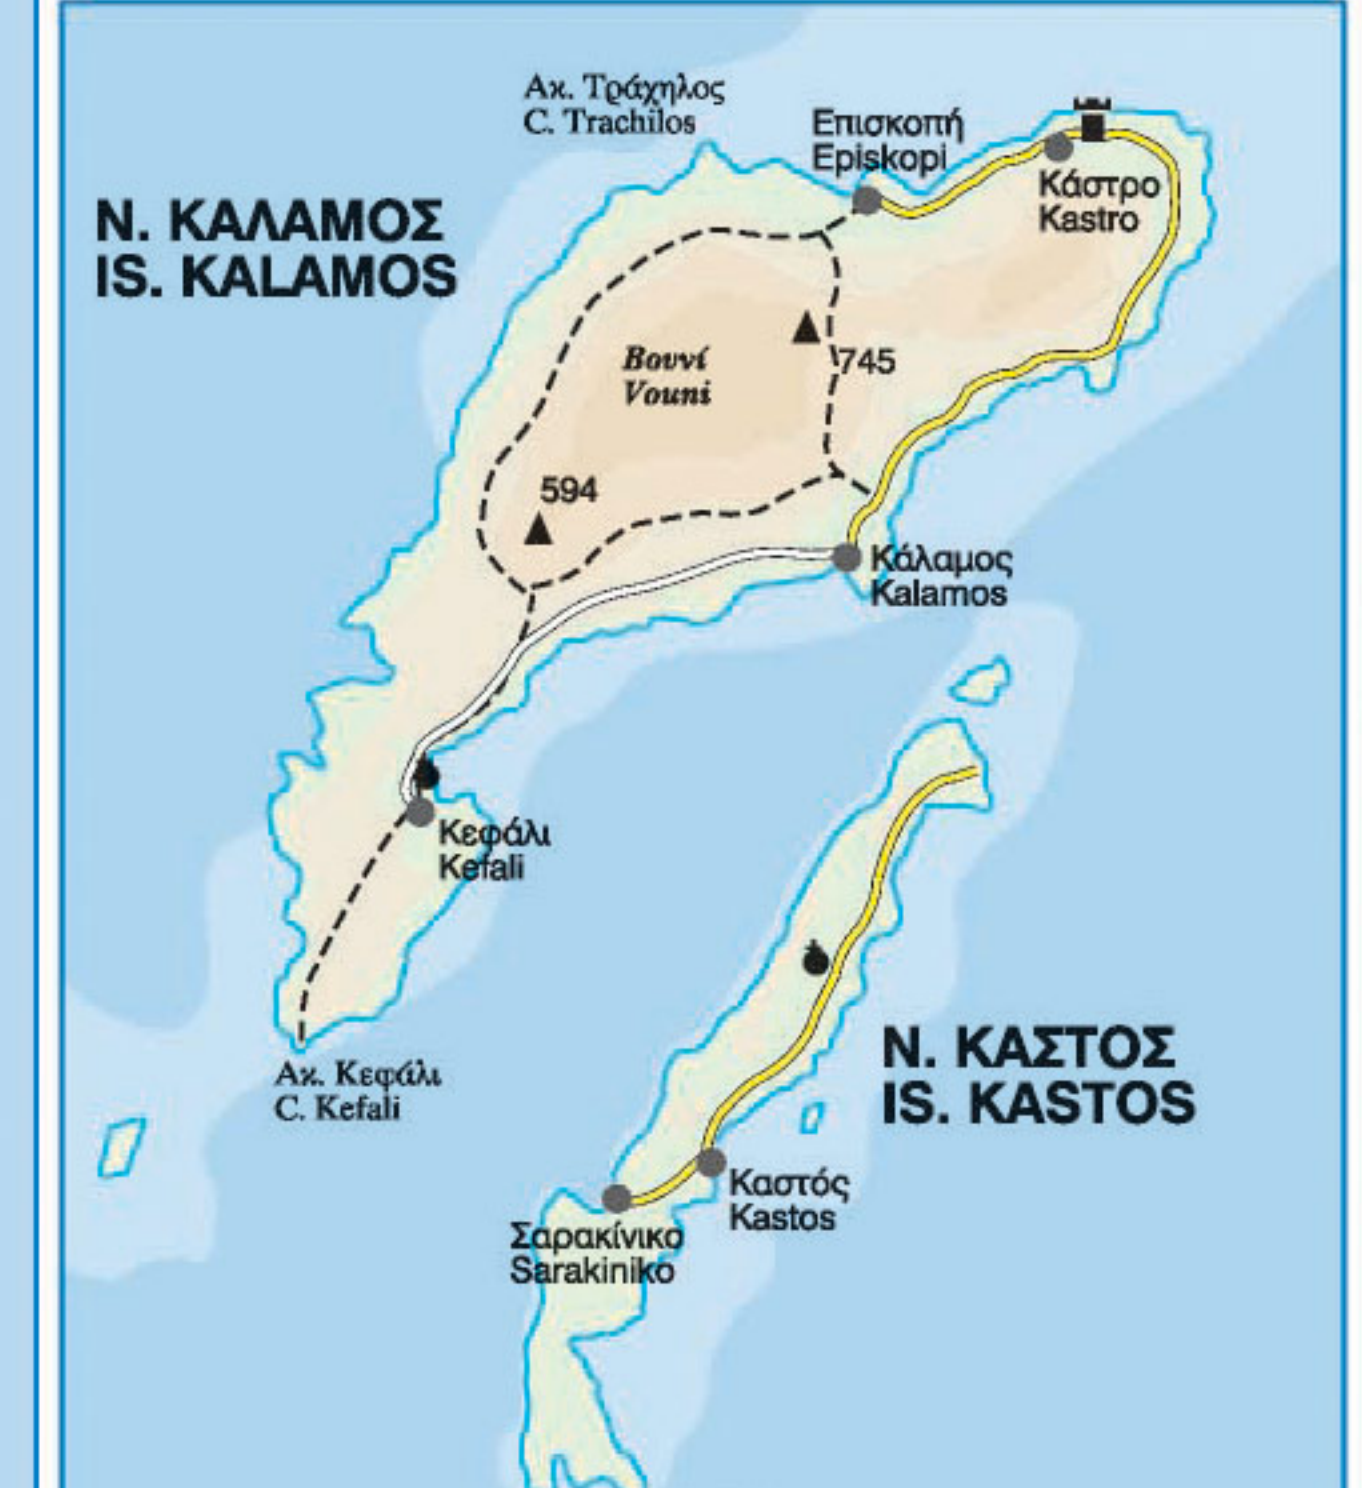 Ακ. Τράχηλος
C. Trachilos
Επισκοπή
Episkopi
Κάστρο
Kastro
Ν. ΚΑΛΑΜΟΣ
IS. KALAMOS
Βουνί
Vouni
745
594
Κάλαμος
Kalamos
Κεφάλι
Kefali
Ακ. Κεφάλι
C. Kefali
Ν. ΚΑΣΤΟΣ
IS. KASTOS
Καστός
Kastos
Σαρακίνικο
Sarakiniko